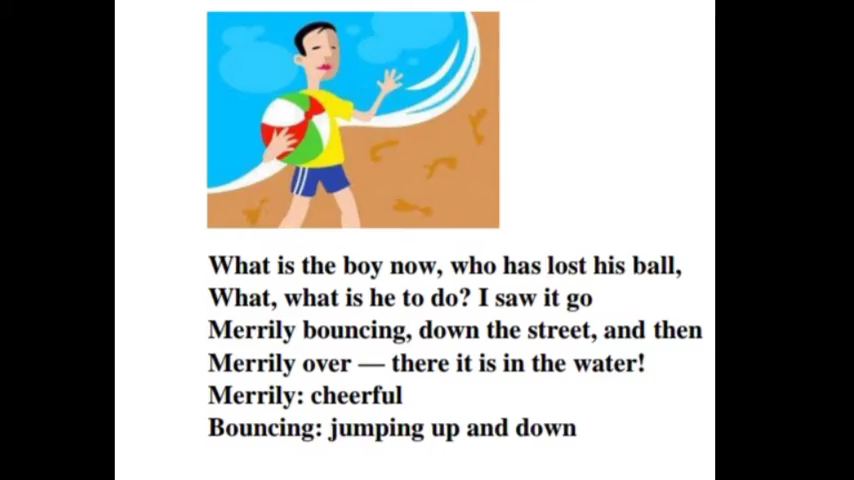 What is the boy now, who has lost his ball,
What, what is he to do? I saw it go
Merrily bouncing, down the street, and then
Merrily over — there it is in the water!
Merrily: cheerful
Bouncing: jumping up and down